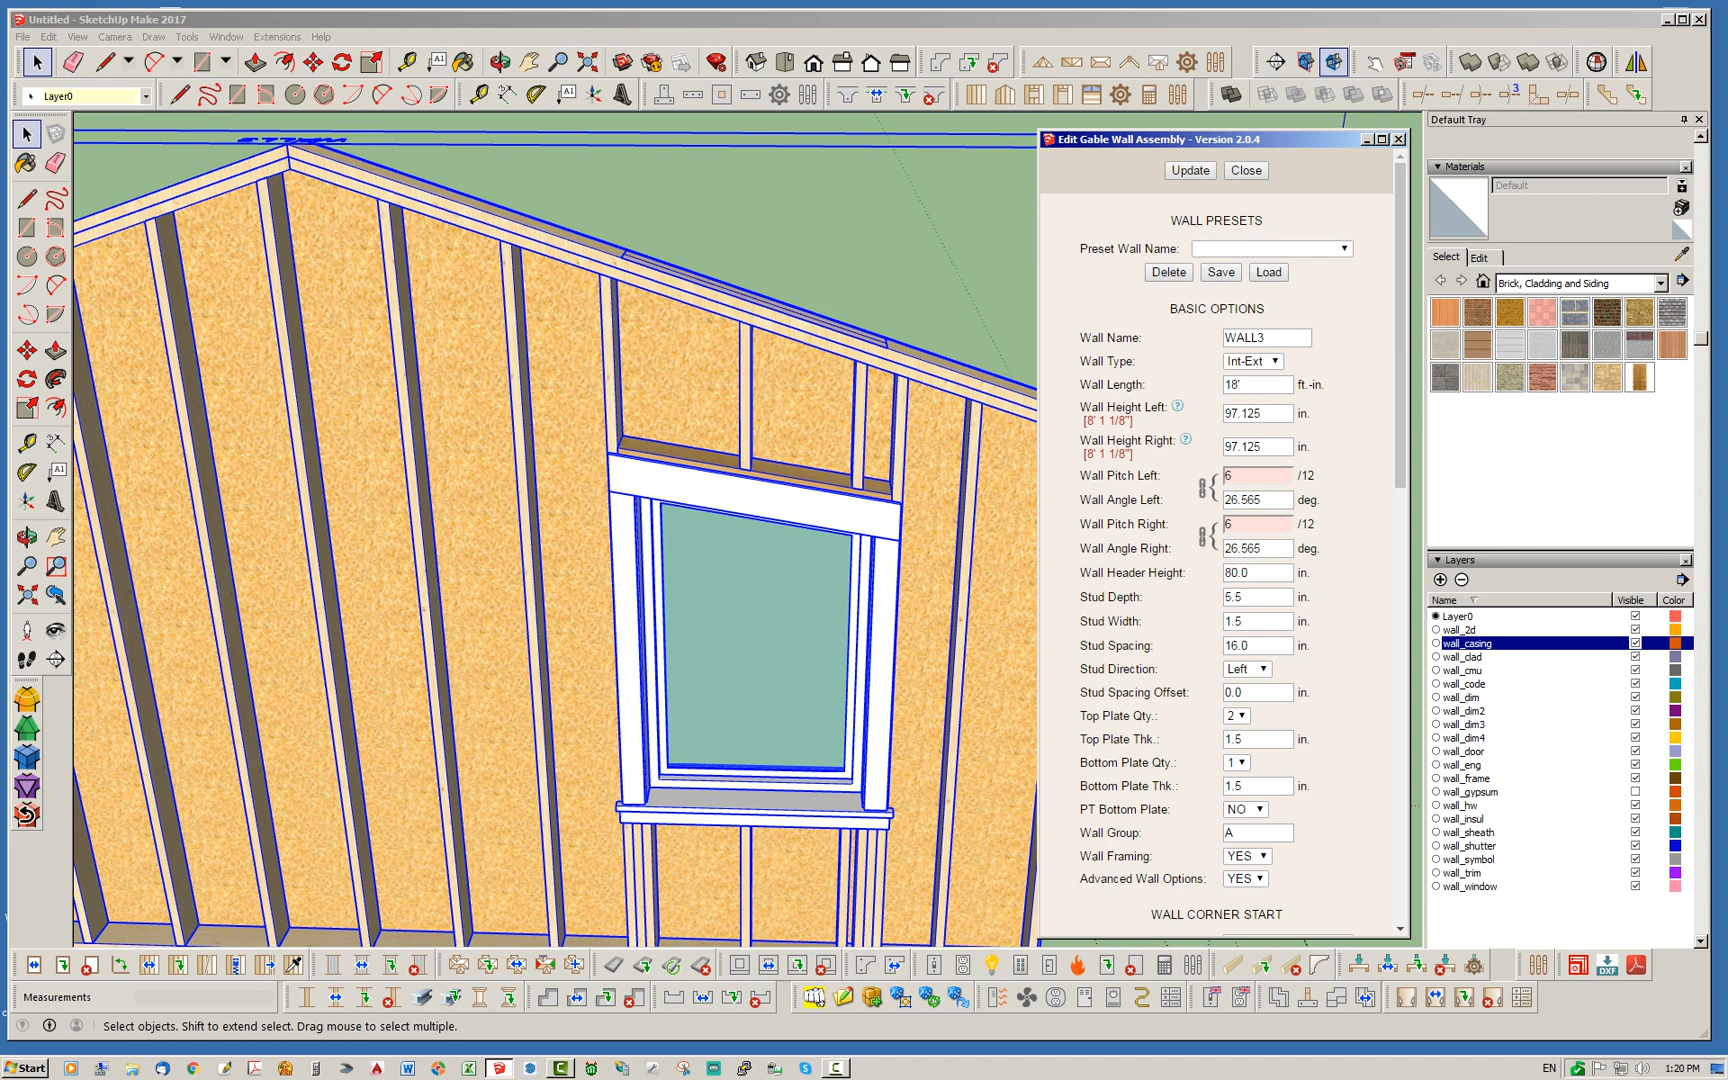 Untitled - SketchUp Make 2017
File Edit View Camera Draw Tools Window Extensions Help
Layer0
Edit Gable Wall Assembly - Version 2.0.4
Update Close
WALL PRESETS
Preset Wall Name:
Delete Save Load
BASIC OPTIONS
Wall Name: WALL3
Wall Type: Int-Ext
Wall Length: 18' ft.-in.
Wall Height Left: 97.125 in.
[8' 1 1/8"]
Wall Height Right: 97.125 in.
[8' 1 1/8"]
Wall Pitch Left: 6 /12
Wall Angle Left: 26.565 deg.
Wall Pitch Right: 6 /12
Wall Angle Right: 26.565 deg.
Wall Header Height: 80.0 in.
Stud Depth: 5.5 in.
Stud Width: 1.5 in.
Stud Spacing: 16.0 in.
Stud Direction: Left
Stud Spacing Offset: 0.0 in.
Top Plate Qty.: 2
Top Plate Thk.: 1.5 in.
Bottom Plate Qty.: 1
Bottom Plate Thk.: 1.5 in.
PT Bottom Plate: NO
Wall Group: A
Wall Framing: YES
Advanced Wall Options: YES
WALL CORNER START
Default Tray
Materials
Default
Select Edit
Brick, Cladding and Siding
Layers
Name Visible Color
Layer0
wall_2d
wall_casing
wall_clad
wall_cmu
wall_code
wall_dim
wall_dim2
wall_dim3
wall_dim4
wall_door
wall_eng
wall_frame
wall_gypsum
wall_hw
wall_insul
wall_sheath
wall_shutter
wall_symbol
wall_trim
wall_window
Measurements
Select objects. Shift to extend select. Drag mouse to select multiple.
Start
EN
1:20 PM